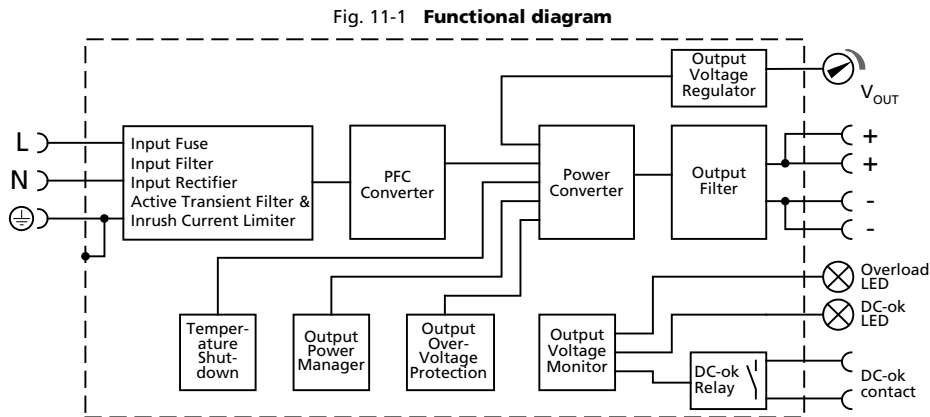 Fig. 11-1 Functional diagram
Output
Voltage
Regulator
V OUT
L
N
Input Fuse
Input Filter
Input Rectifier
Active Transient Filter &
Inrush Current Limiter
PFC
Converter
Power
Converter
Output
Filter
+
+
-
-
Temper-
ature
Shut-
down
Output
Power
Manager
Output
Over-
Voltage
Protection
Output
Voltage
Monitor
Overload
LED
DC-ok
LED
DC-ok
Relay
DC-ok
contact